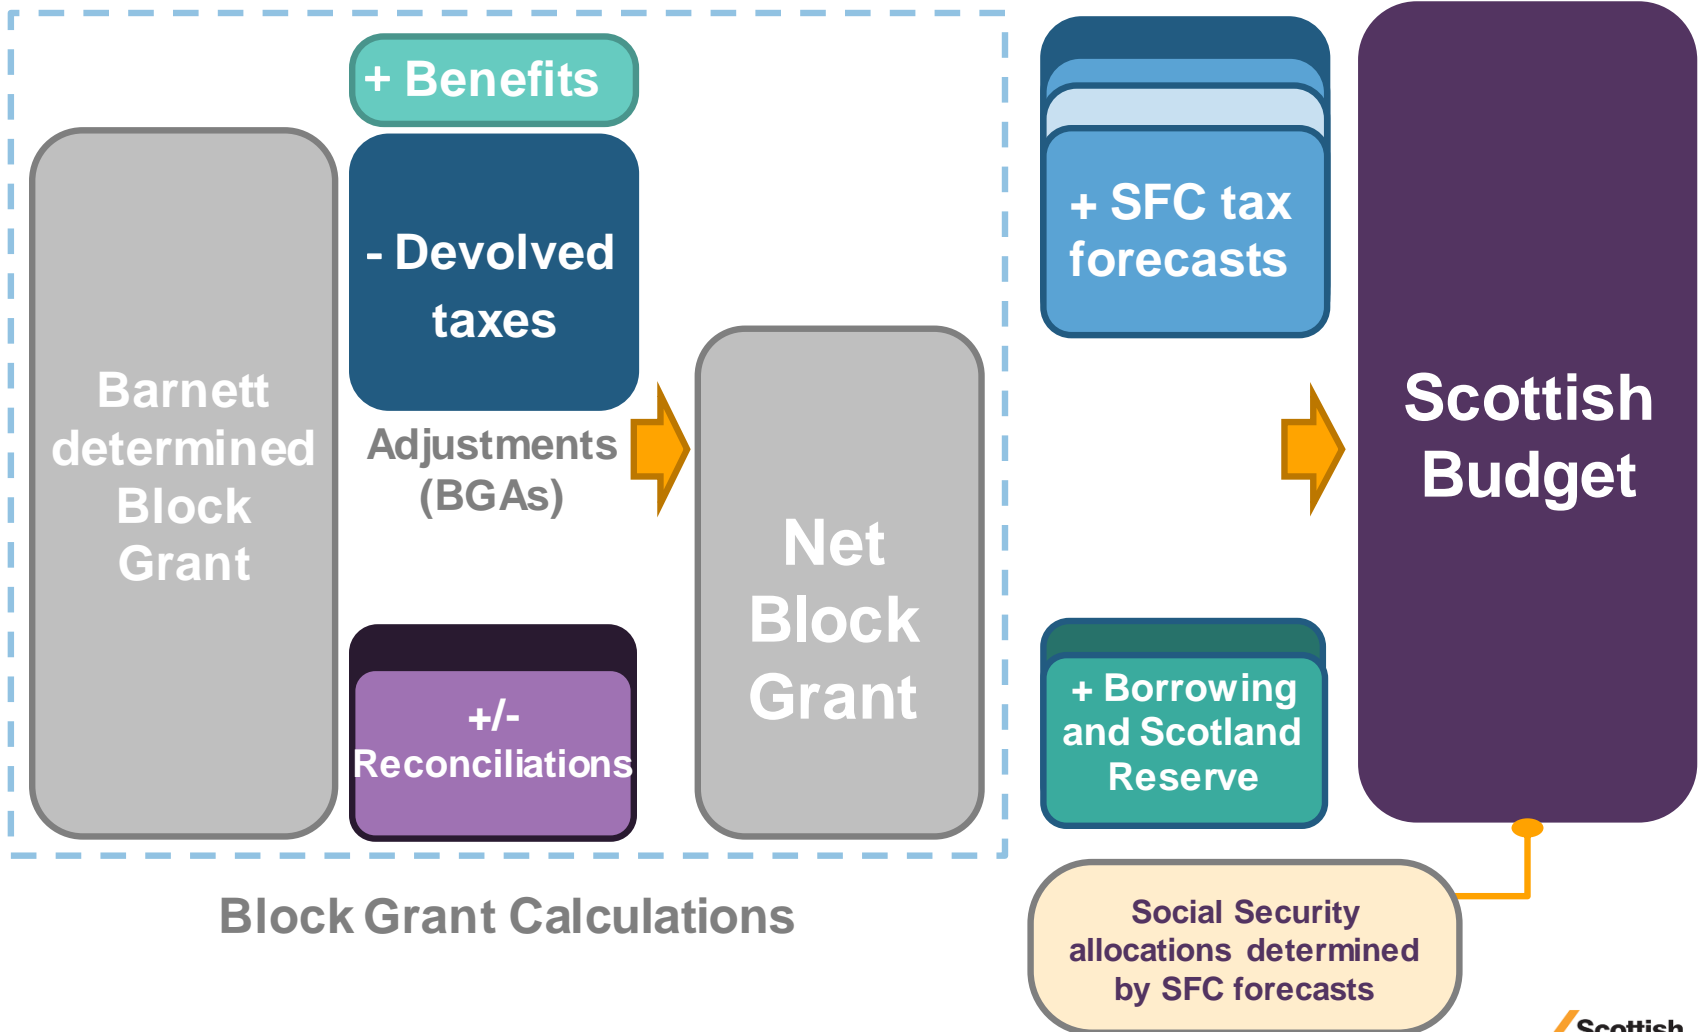 + Benefits
- Devolved
taxes
Adjustments
(BGAs)
Barnett
determined
Block
Grant
+/-
Reconciliations
Net
Block
Grant
Block Grant Calculations
+ SFC tax
forecasts
+ Borrowing
and Scotland
Reserve
Scottish
Budget
Social Security
allocations determined
by SFC forecasts
Scottish